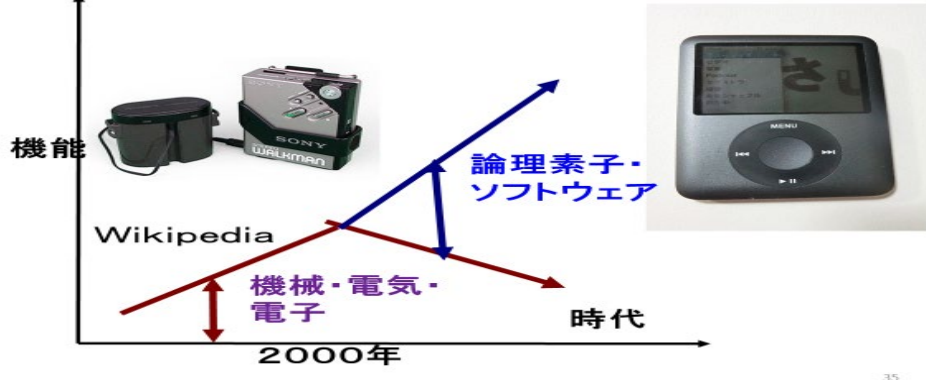 機能
SONY
WALKMAN
MENU
論理素子・
ソフトウェア
Wikipedia
機械・電気・
電子
時代
2000年
35